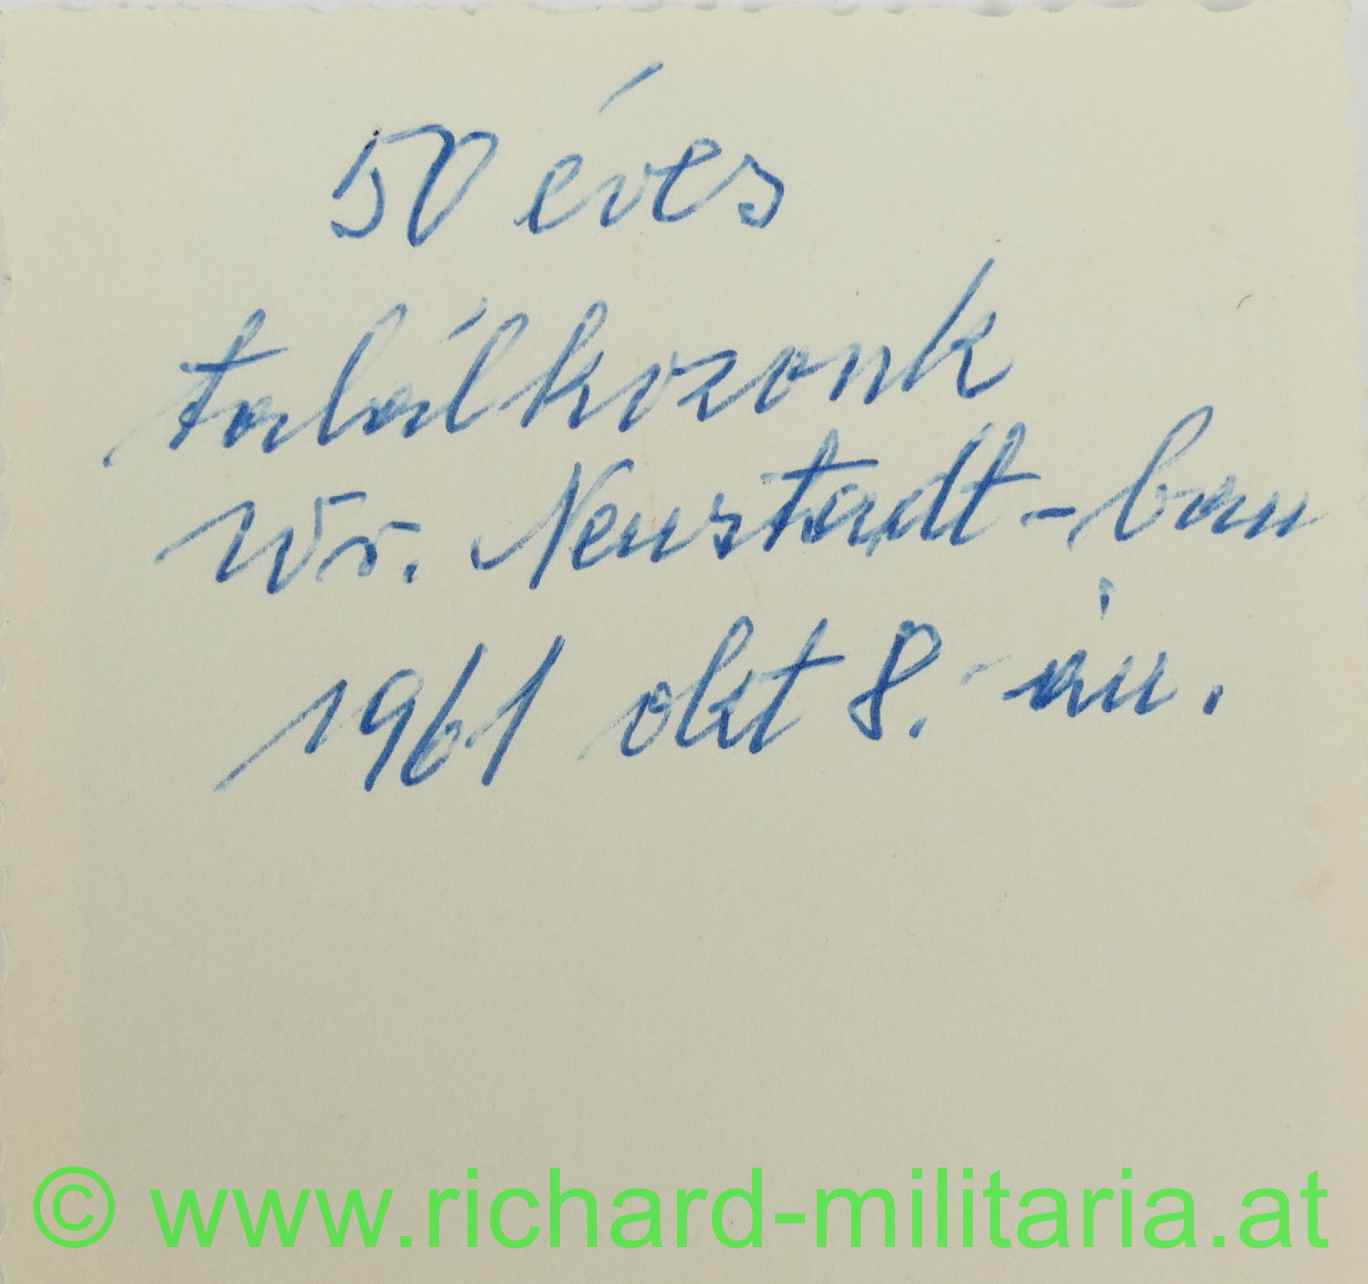 50 éves
találkozonk
Wr. Neustadt-ban
1961 okt 8.-án.
© www.richard-militaria.at